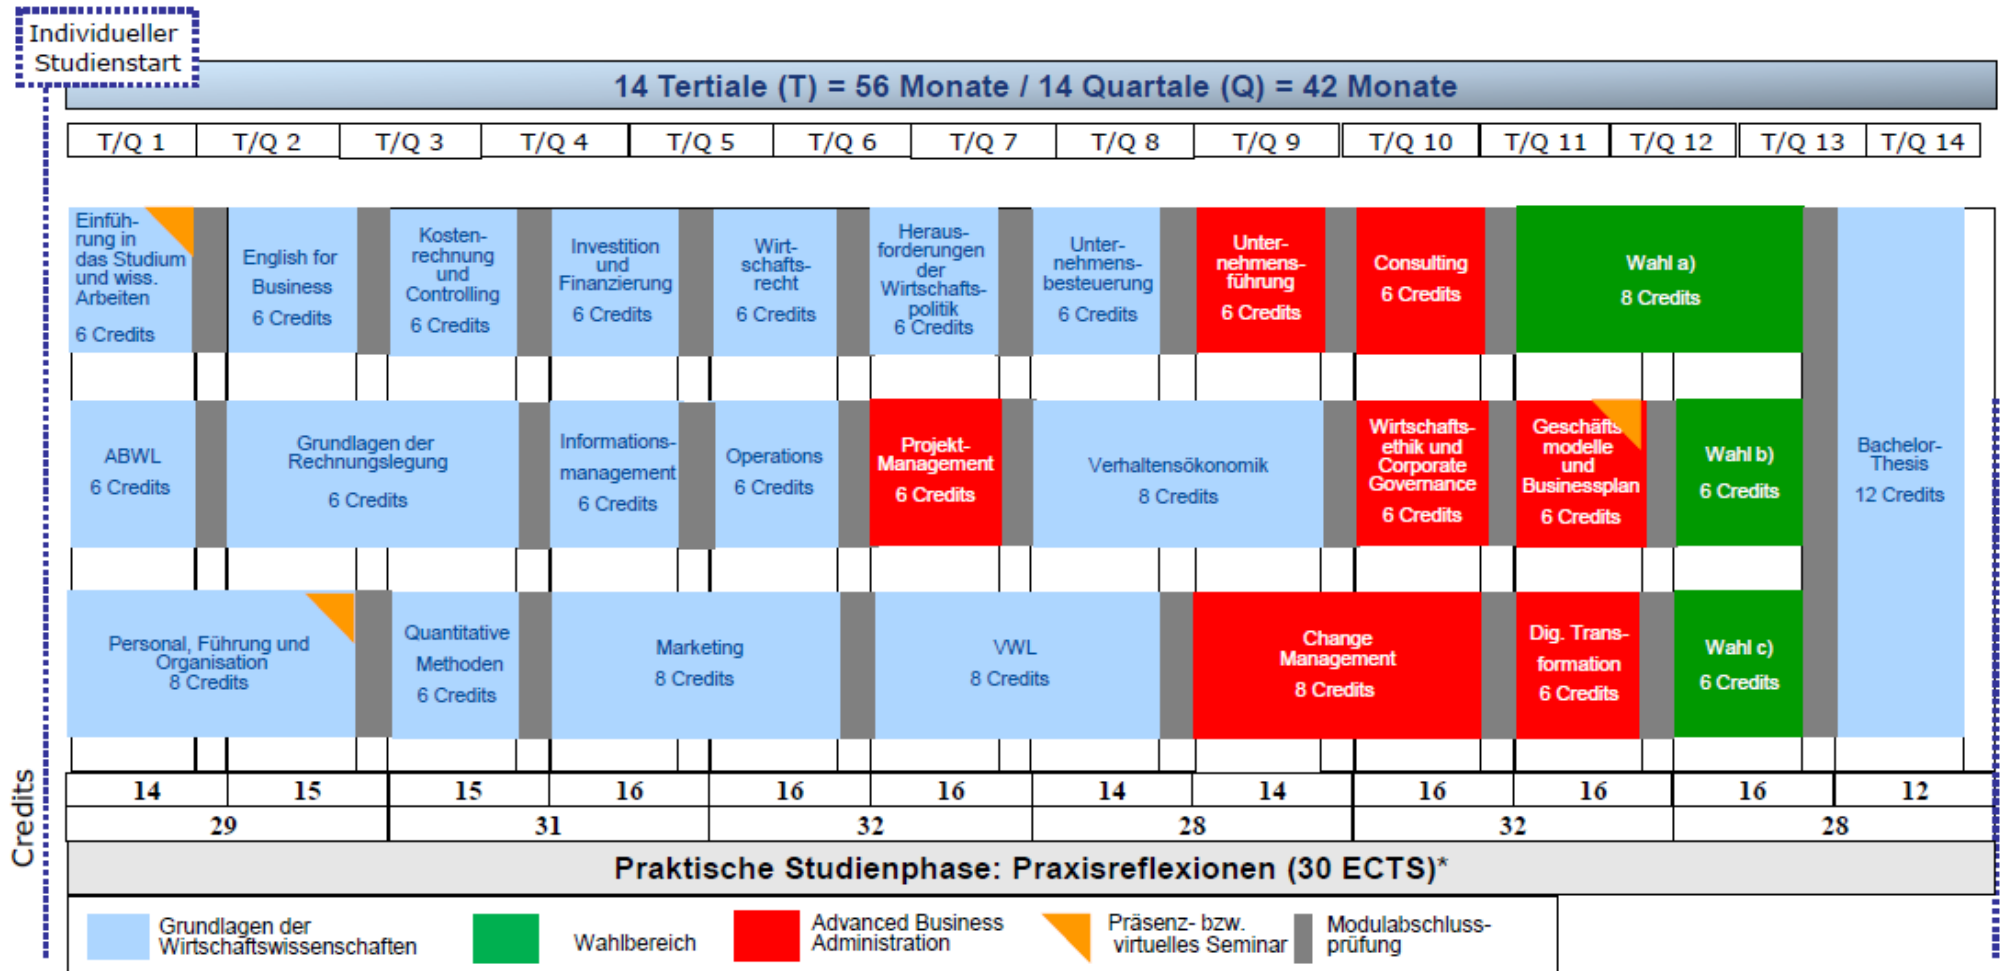 Individueller
Studienstart
14 Tertiale (T) = 56 Monate / 14 Quartale (Q) = 42 Monate
T/Q 1
T/Q 2
T/Q 3
T/Q 4
T/Q 5
T/Q 6
T/Q 7
T/Q 8
T/Q 9
T/Q 10
T/Q 11
T/Q 12
T/Q 13
T/Q 14
Einfüh-
rung in
das Studium
und wiss.
Arbeiten
6 Credits
English for
Business
6 Credits
Kosten-
rechnung
und
Controlling
6 Credits
Investition
und
Finanzierung
6 Credits
Wirt-
schafts-
recht
6 Credits
Heraus-
forderungen
der
Wirtschafts-
politik
6 Credits
Unter-
nehmens-
besteuerung
6 Credits
Unter-
nehmens-
führung
6 Credits
Consulting
6 Credits
Wahl a)
8 Credits
ABWL
6 Credits
Grundlagen der
Rechnungslegung
6 Credits
Informations-
management
6 Credits
Operations
6 Credits
Projekt-
Management
6 Credits
Verhaltensökonomik
8 Credits
Wirtschafts-
ethik und
Corporate
Governance
6 Credits
Geschäfts
modelle
und
Businessplan
6 Credits
Wahl b)
6 Credits
Bachelor-
Thesis
12 Credits
Personal, Führung und
Organisation
8 Credits
Quantitative
Methoden
6 Credits
Marketing
8 Credits
VWL
8 Credits
Change
Management
8 Credits
Dig. Trans-
formation
6 Credits
Wahl c)
6 Credits
Credits
14
15
15
16
16
16
14
14
16
16
16
12
29
31
32
28
32
28
Praktische Studienphase: Praxisreflexionen (30 ECTS)*
Grundlagen der
Wirtschaftswissenschaften
Wahlbereich
Advanced Business
Administration
Präsenz- bzw.
virtuelles Seminar
Modulabschluss-
prüfung